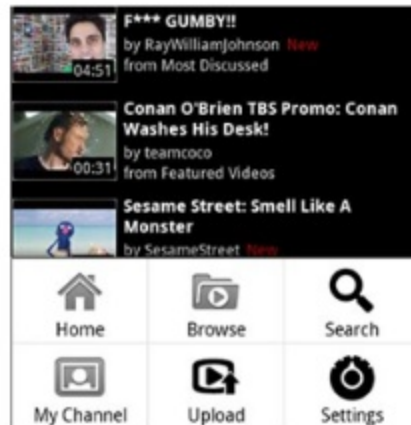 F*** GUMBY!!
by RayWilliamJohnson New
04:51
from Most Discussed
Conan O'Brien TBS Promo: Conan
Washes His Desk!
by teamcoco
00:31
from Featured Videos
Sesame Street: Smell Like A
Monster
by SesameStreet New
Home Browse Search
My Channel Upload Settings